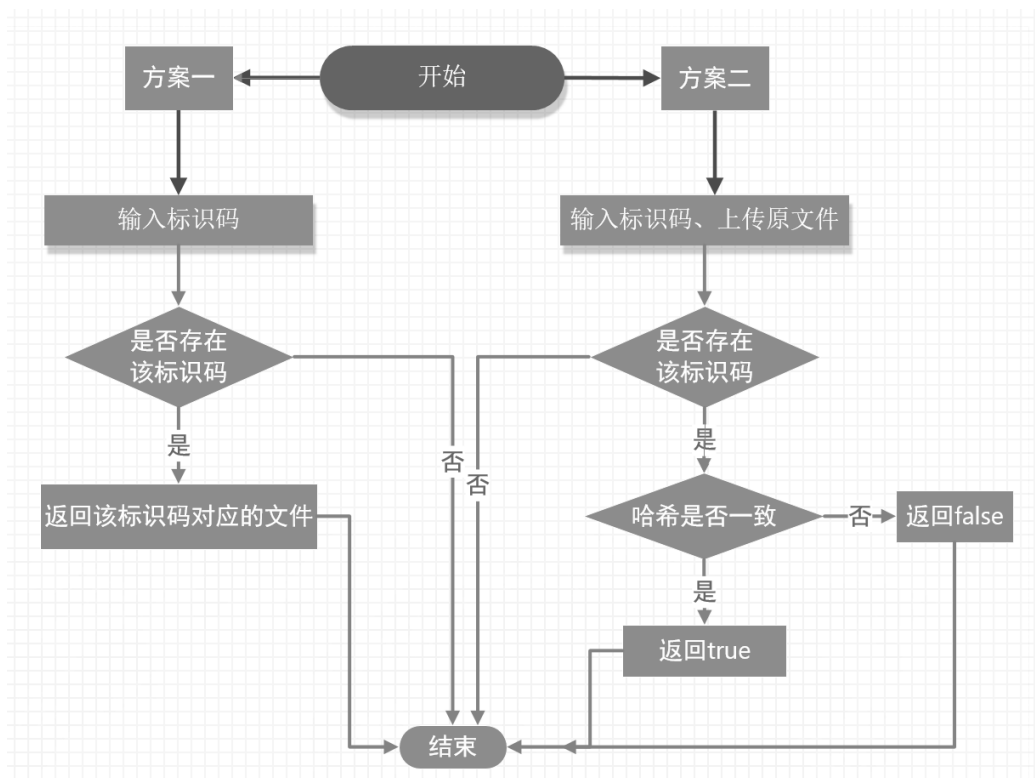 方案一
开始
方案二
输入标识码
输入标识码、上传原文件
是否存在
该标识码
是否存在
该标识码
是
是
否
否
返回该标识码对应的文件
哈希是否一致
否
返回false
是
返回true
结束